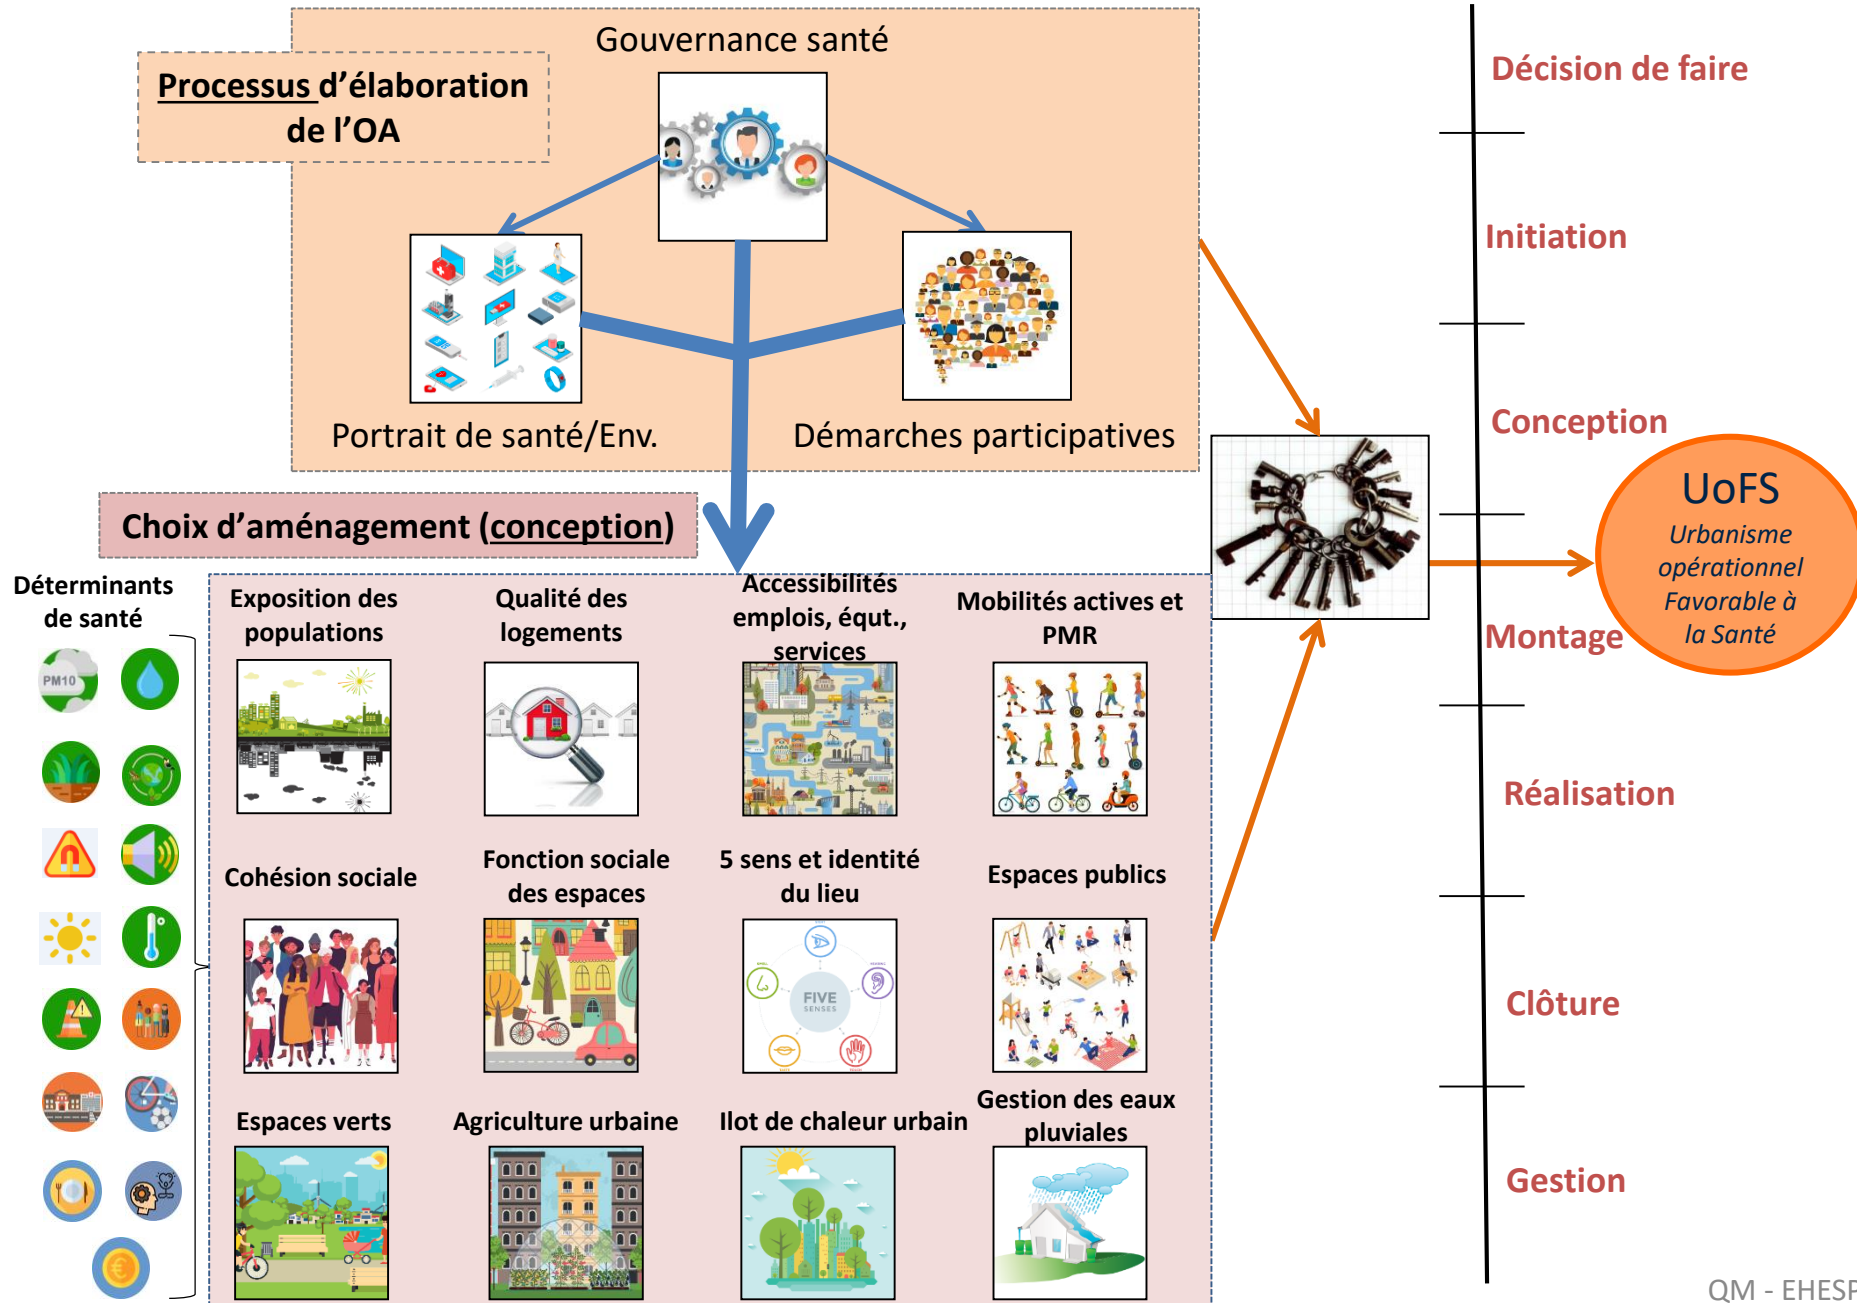 Gouvernance santé
Processus d’élaboration
de l’OA
Portrait de santé/Env.
Démarches participatives
Choix d’aménagement (conception)
Déterminants
de santé
PM10
Exposition des
populations
Qualité des
logements
Accessibilités
emplois, équt.,
services
Mobilités actives et
PMR
Cohésion sociale
Fonction sociale
des espaces
5 sens et identité
du lieu
FIVE
SENSES
Espaces publics
Espaces verts
Agriculture urbaine
Ilot de chaleur urbain
Gestion des eaux
pluviales
Décision de faire
Initiation
Conception
UoFS
Urbanisme
opérationnel
Favorable à
la Santé
Montage
Réalisation
Clôture
Gestion
QM - EHESP